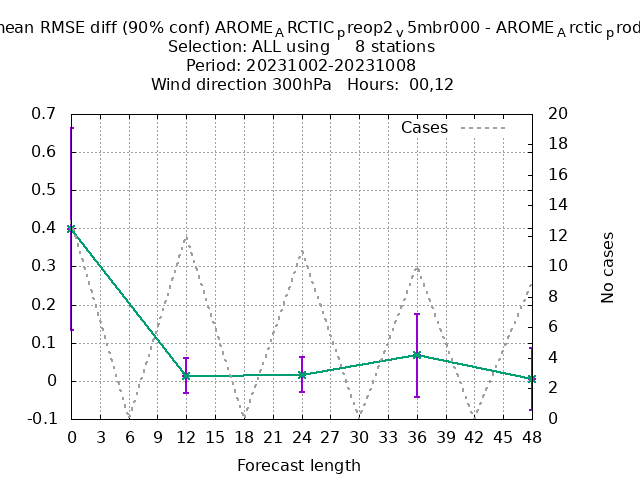 mean RMSE diff (90% conf) AROME_ARCTIC_preop2_v5mbr000 - AROME_Arctic_prod
Selection: ALL using 8 stations
Period: 20231002-20231008
Wind direction 300hPa Hours: 00,12
Cases
0.7
0.6
0.5
0.4
0.3
0.2
0.1
0
-0.1
20
18
16
14
12
10
8
6
4
2
0
No cases
0 3 6 9 12 15 18 21 24 27 30 33 36 39 42 45 48
Forecast length